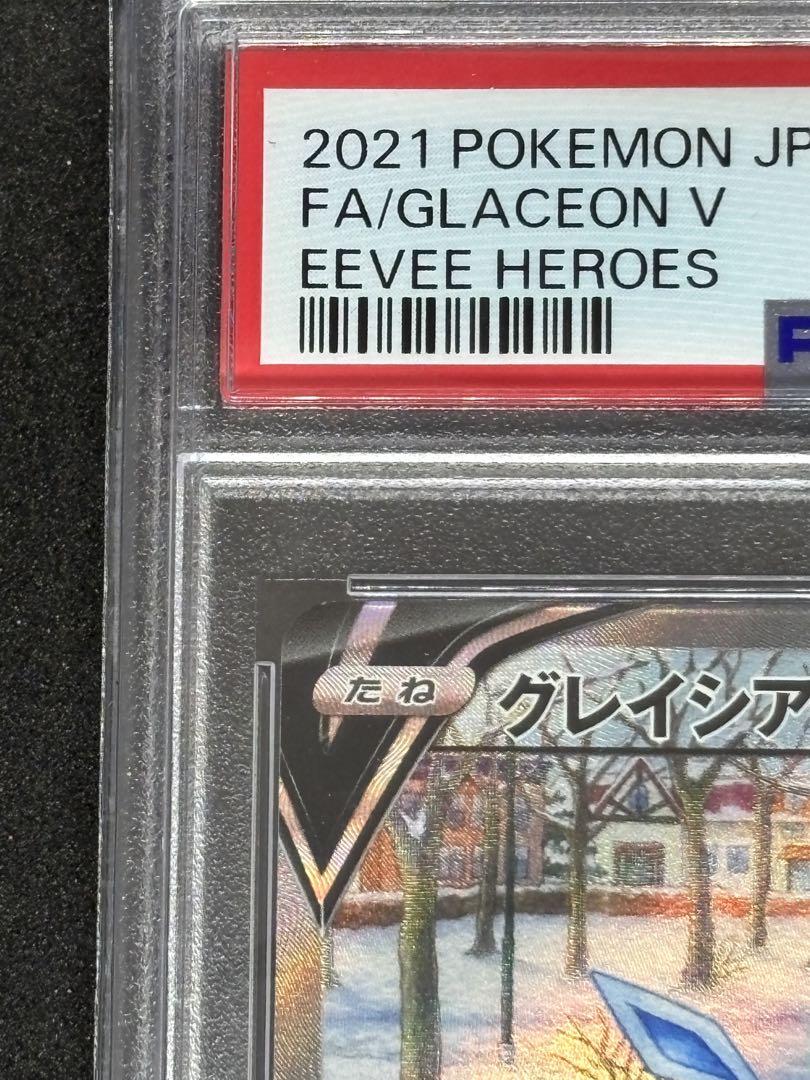 2021 POKEMON JP
FA/GLACEON V
EEVEE HEROES
P
たね
グレイシア